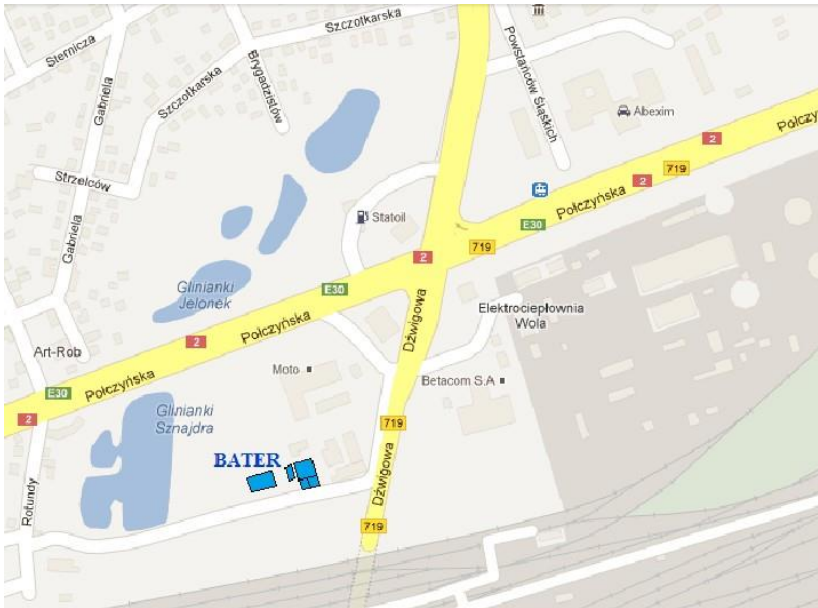 Sternicza
Szczotkarska
Szczotkarska
Brygadzistów
Gabriela
Powstańców Śląskich
Albexim
Połczyńs
2
719
2
Strzelców
Statoil
Połczyńska
E30
719
2
Gabriela
Glinianki
Jelonek
E30
Elektrociepłownia
Wola
Dźwigowa
Połczyńska
2
Art-Rob
Połczyńska
Moto
Betacom S.A
E30
2
Glinianki
Sznajdra
719
BATER
Dźwigowa
Rotundy
719